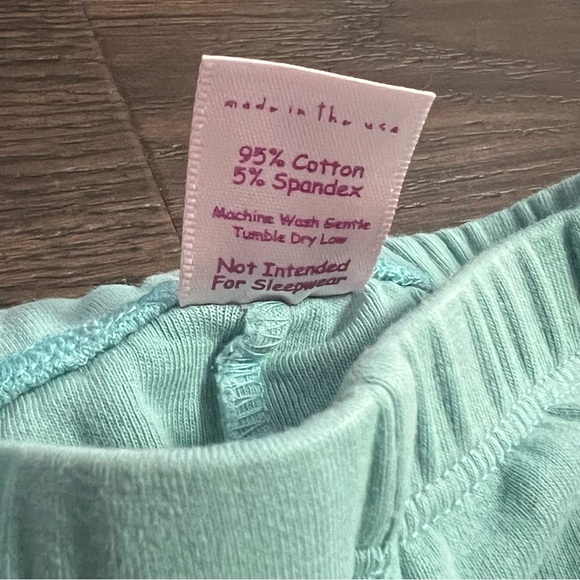 made in the usa
95% Cotton
5% Spandex
Machine Wash Gentle
Tumble Dry Low
Not Intended
For Sleepwear